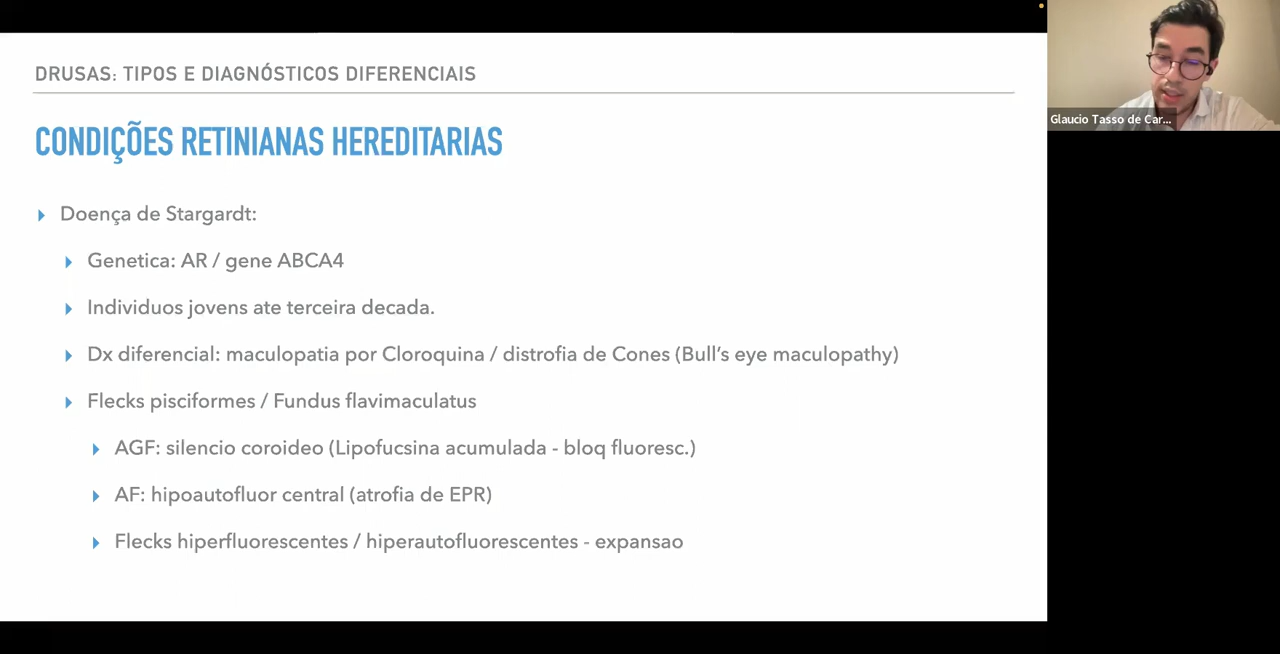 DRUSAS: TIPOS E DIAGNÓSTICOS DIFERENCIAIS
CONDIÇÕES RETINIANAS HEREDITARIAS
Doença de Stargardt:
Genetica: AR / gene ABCA4
Individuos jovens ate terceira decada.
Dx diferencial: maculopatia por Cloroquina / distrofia de Cones (Bull's eye maculopathy)
Flecks pisciformes / Fundus flavimaculatus
AGF: silencio coroideo (Lipofucsina acumulada - bloq fluoresc.)
AF: hipoautofluor central (atrofia de EPR)
Flecks hiperfluorescentes / hiperautofluorescentes - expansao
Glaucio Tasso de Car...